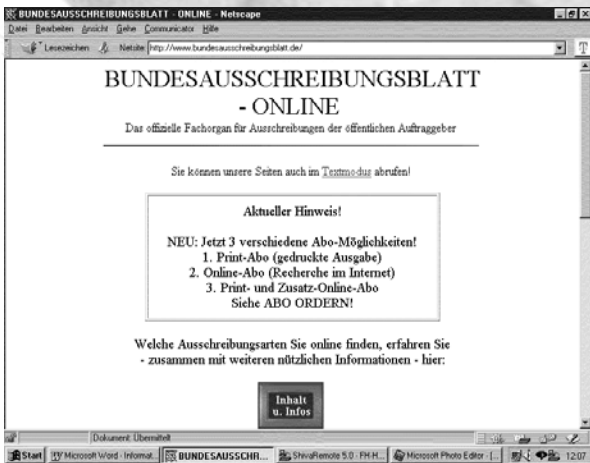 BUNDESAUSSCHREIBUNGSBLATT - ONLINE - Netscape
Datei Bearbeiten Ansicht Gehe Communicator Hilfe
Lesezeichen Netsite http://www.bundesausschreibungsblatt.de/
BUNDESAUSSCHREIBUNGSBLATT
- ONLINE
Das offizielle Fachorgan für Ausschreibungen der öffentlichen Auftraggeber
Sie können unsere Seiten auch im Textmodus abrufen!
Aktueller Hinweis!
NEU: Jetzt 3 verschiedene Abo-Möglichkeiten!
1. Print-Abo (gedruckte Ausgabe)
2. Online-Abo (Recherche im Internet)
3. Print- und Zusatz-Online-Abo
Siehe ABO ORDERN!
Welche Ausschreibungsarten Sie online finden, erfahren Sie
- zusammen mit weiteren nützlichen Informationen - hier:
Inhalt
u. Infos
Dokument: Übermittelt
Start Microsoft Word - Informat... BUNDESAUSSCHR... ShivaRemote 5.0 - FH-H... Microsoft Photo Editor - [... 12:07